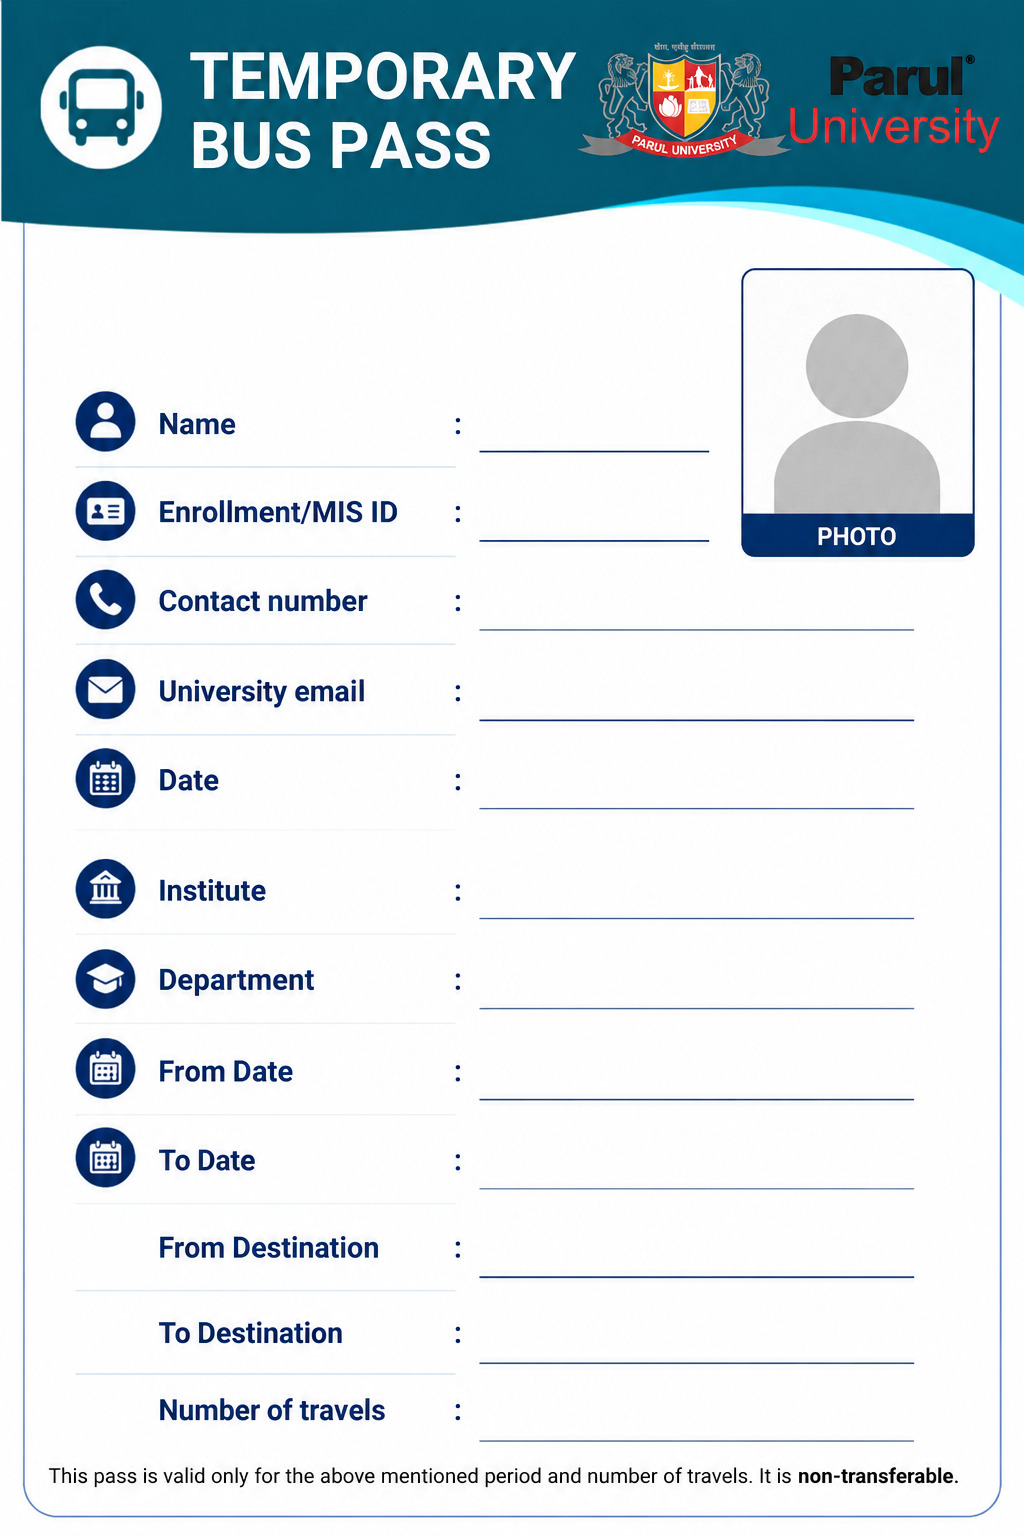 TEMPORARY
BUS PASS
PARUL UNIVERSITY
Parul®
University
PHOTO
Name :
Enrollment/MIS ID :
Contact number :
University email :
Date :
Institute :
Department :
From Date :
To Date :
From Destination :
To Destination :
Number of travels :
This pass is valid only for the above mentioned period and number of travels. It is non-transferable.